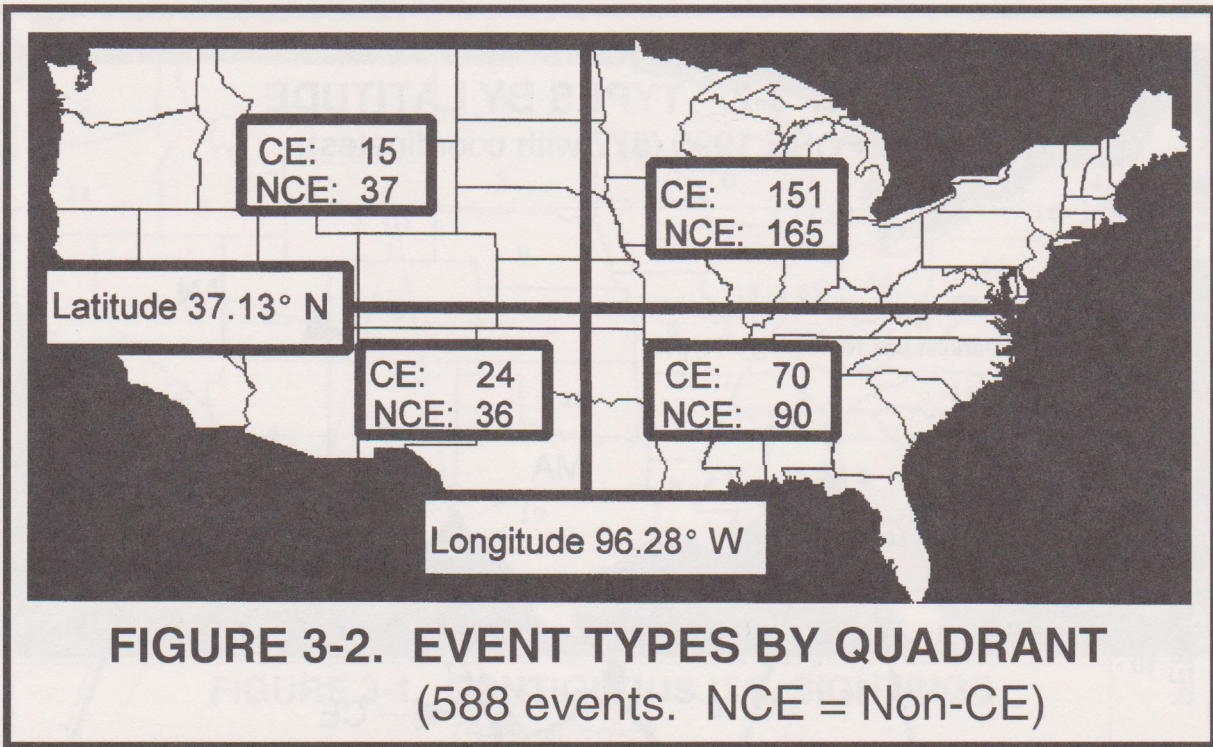 CE: 15
NCE: 37
CE: 151
NCE: 165
Latitude 37.13° N
CE: 24
NCE: 36
CE: 70
NCE: 90
Longitude 96.28° W
FIGURE 3-2. EVENT TYPES BY QUADRANT
(588 events. NCE = Non-CE)